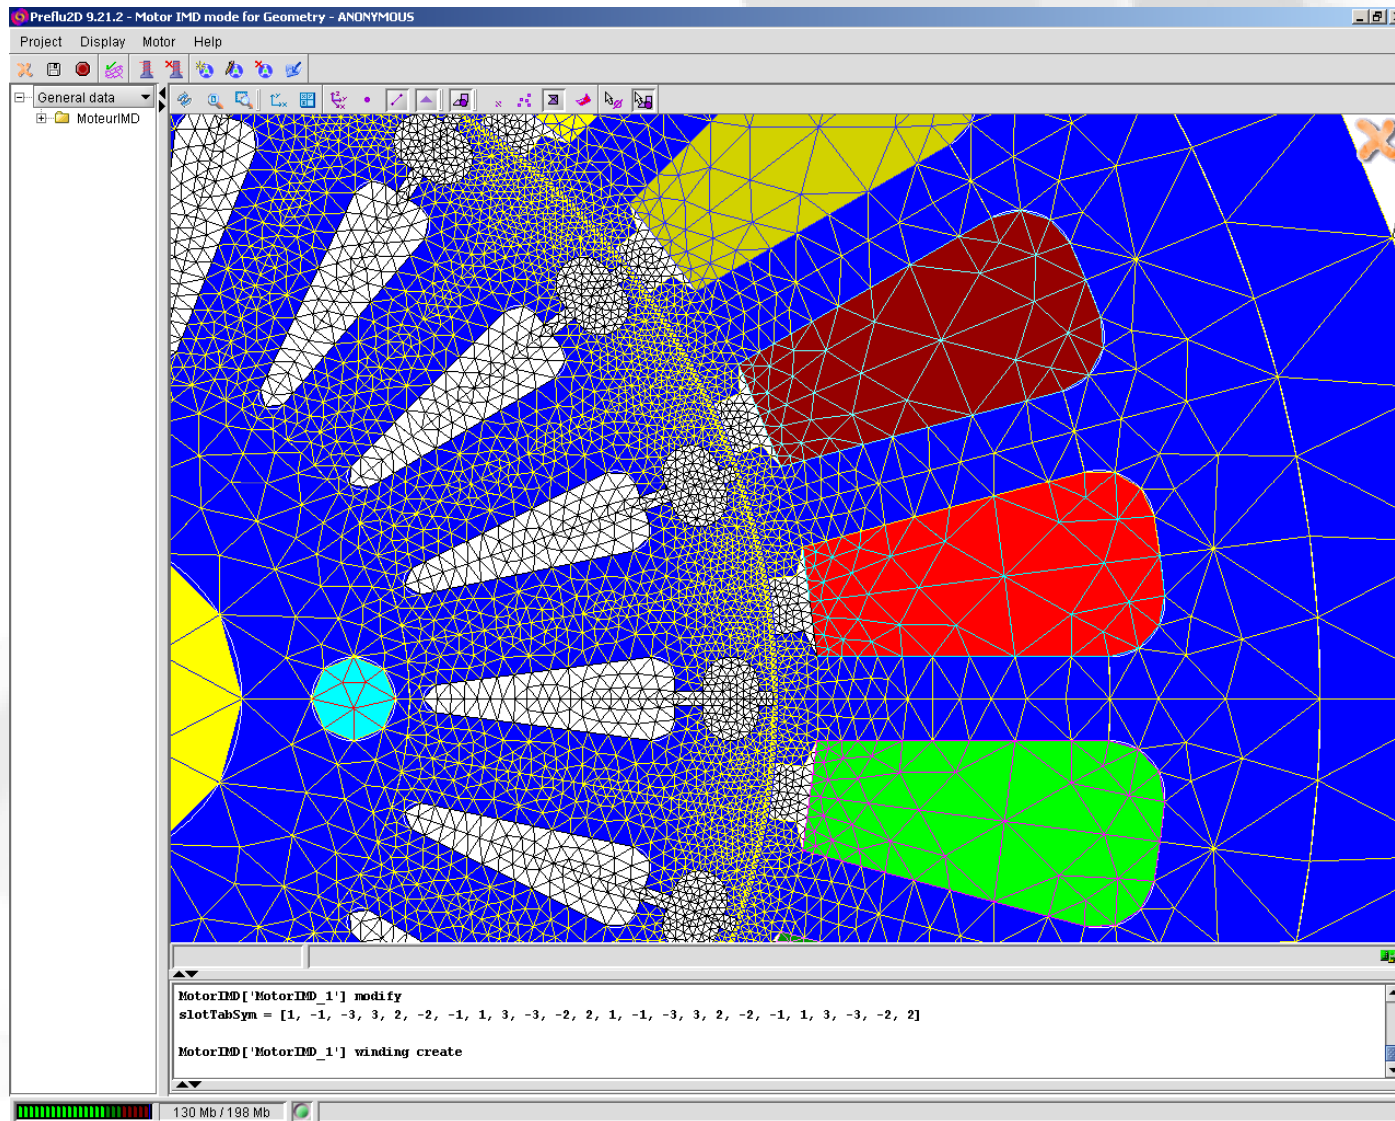 Preflu2D 9.21.2 - Motor IMD mode for Geometry - ANONYMOUS
Project Display Motor Help
General data
MoteurIMD
MotorIMD['MotorIMD_1'] modify
slotTabSym = [1, -1, -3, 3, 2, -2, -1, 1, 3, -3, -2, 2, 1, -1, -3, 3, 2, -2, -1, 1, 3, -3, -2, 2]
MotorIMD['MotorIMD_1'] winding create
130 Mb / 198 Mb